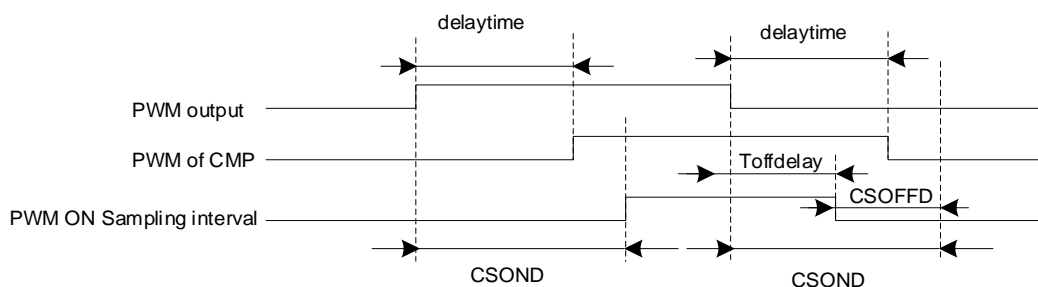 delaytime
delaytime
PWM output
PWM of CMP
Toffdelay
CSOFFD
PWM ON Sampling interval
CSOND
CSOND